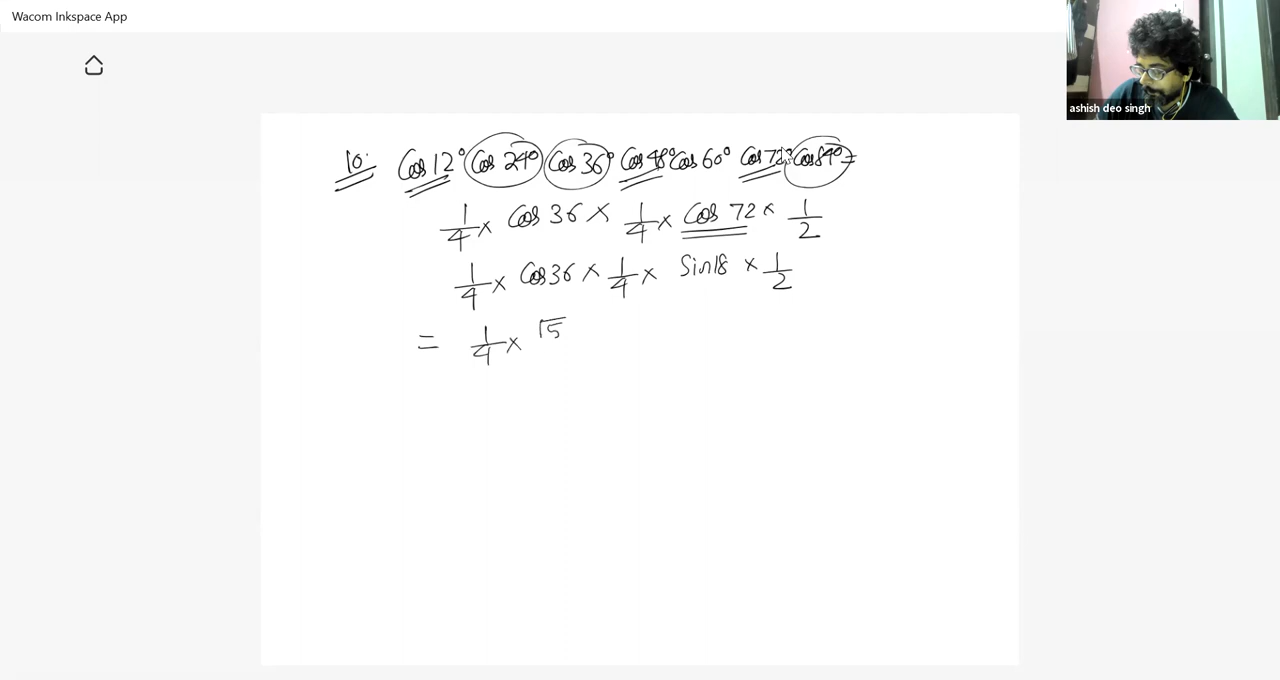 Wacom Inkspace App
ashish deo singh
10. Cos 12° Cos 24° Cos 36° Cos 48° Cos 60° Cos 72° Cos 84° =
1/4 × Cos 36 × 1/4 × Cos 72 × 1/2
1/4 × Cos 36 × 1/4 × Sin 18 × 1/2
= 1/4 × √5